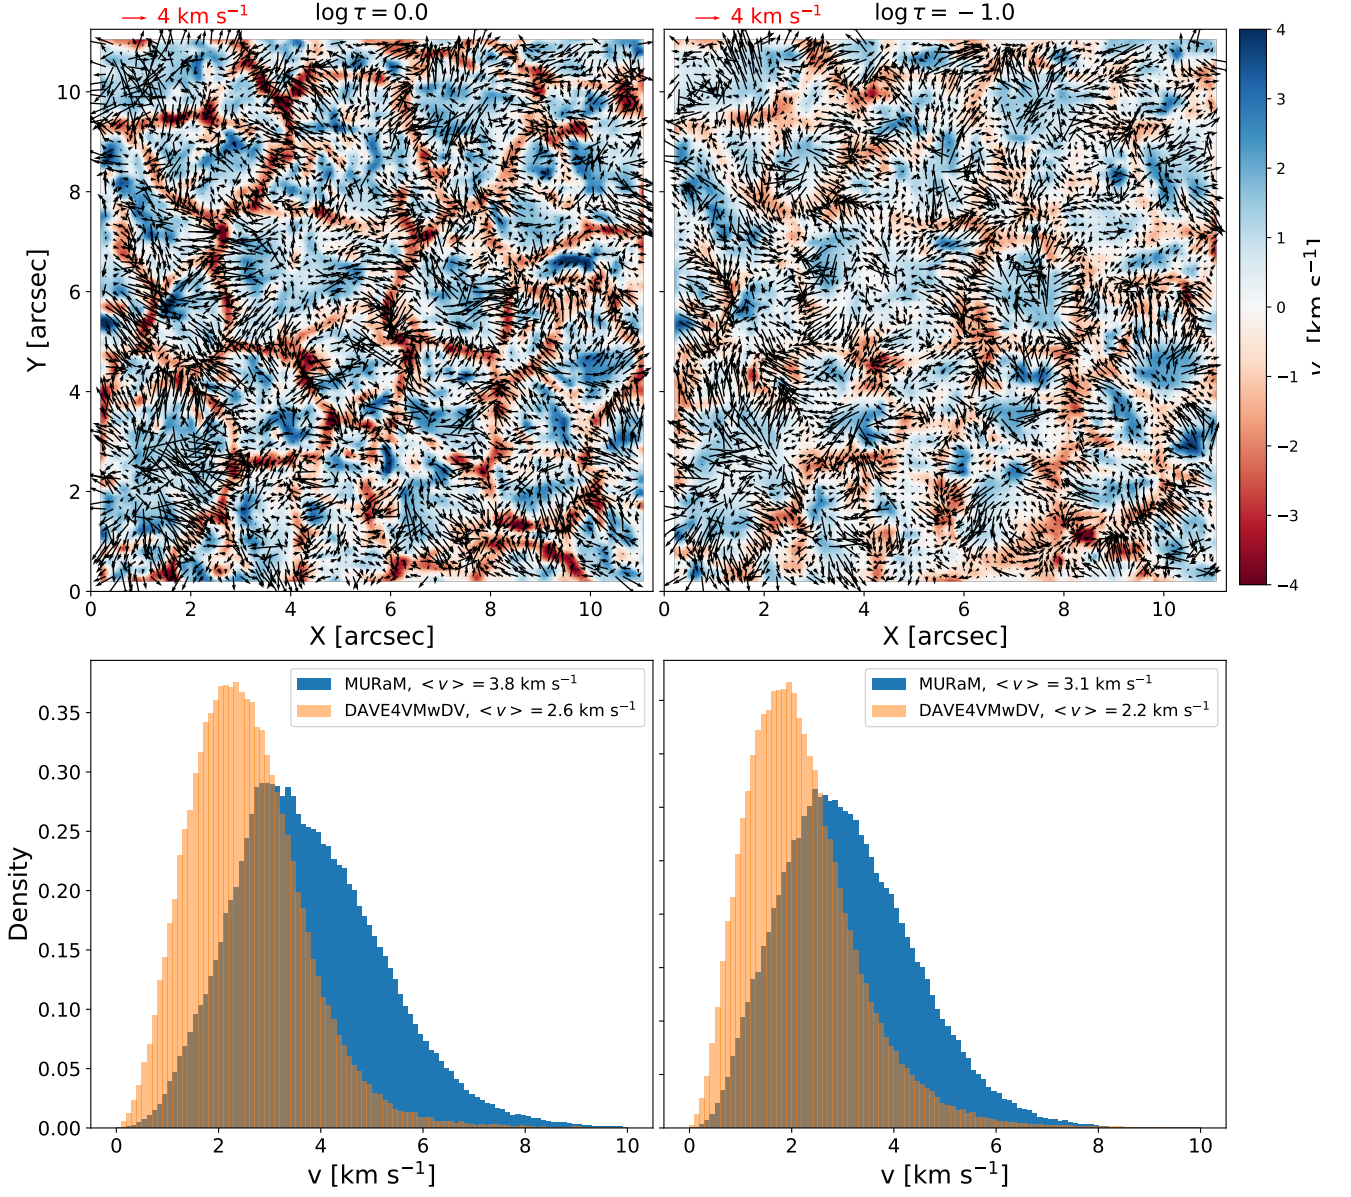 4 km s⁻¹
log τ = 0.0
4 km s⁻¹
log τ = −1.0
Y [arcsec]
10
8
6
4
2
0
0 2 4 6 8 10
X [arcsec]
0 2 4 6 8 10
X [arcsec]
4
3
2
1
0
−1
−2
−3
−4
[km s⁻¹]
Density
0.35
0.30
0.25
0.20
0.15
0.10
0.05
0.00
MURaM, < v > = 3.8 km s⁻¹
DAVE4VMwDV, < v > = 2.6 km s⁻¹
0 2 4 6 8 10
v [km s⁻¹]
MURaM, < v > = 3.1 km s⁻¹
DAVE4VMwDV, < v > = 2.2 km s⁻¹
0 2 4 6 8 10
v [km s⁻¹]